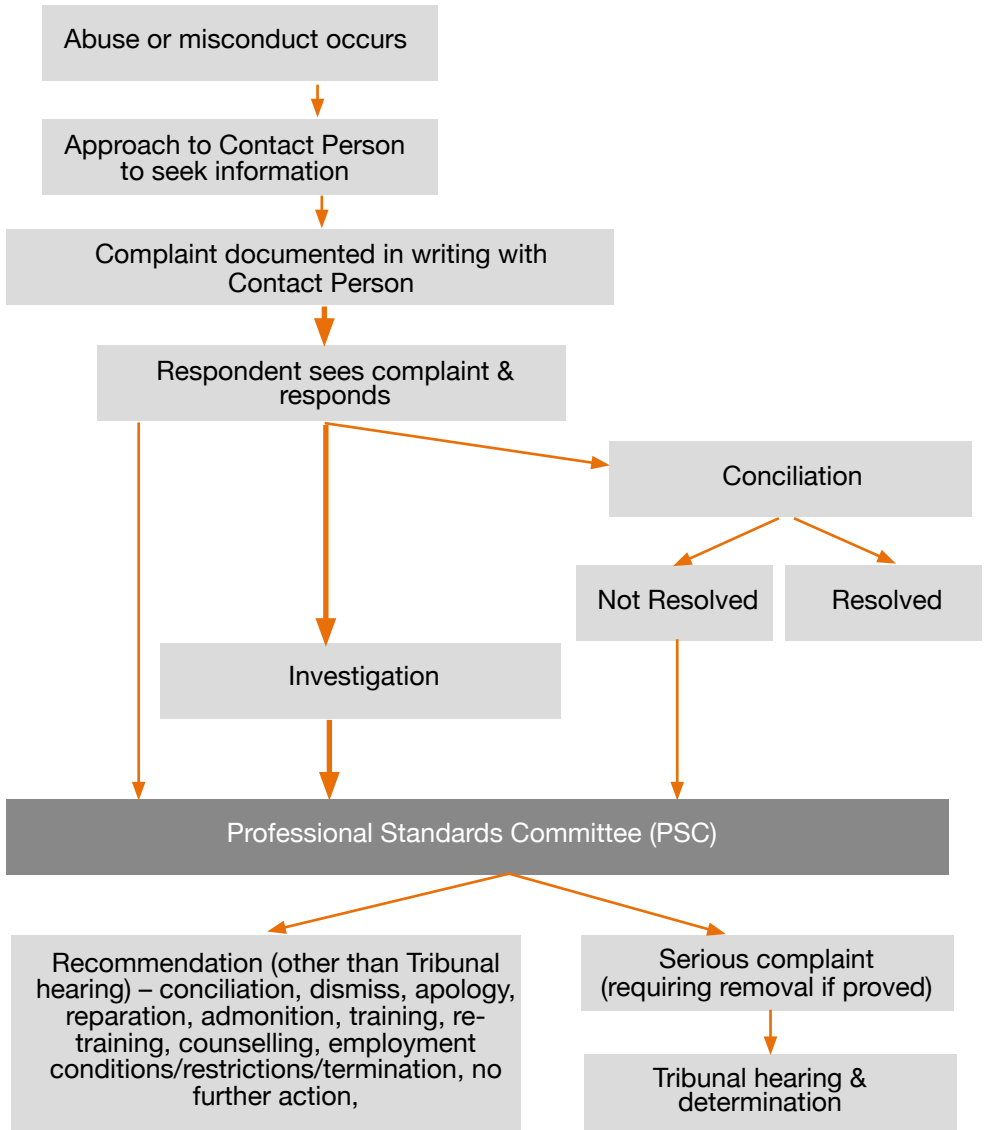 Abuse or misconduct occurs
Approach to Contact Person
to seek information
Complaint documented in writing with
Contact Person
Respondent sees complaint &
responds
Conciliation
Not Resolved
Resolved
Investigation
Professional Standards Committee (PSC)
Recommendation (other than Tribunal
hearing) – conciliation, dismiss, apology,
reparation, admonition, training, re-
training, counselling, employment
conditions/restrictions/termination, no
further action,
Serious complaint
(requiring removal if proved)
Tribunal hearing &
determination